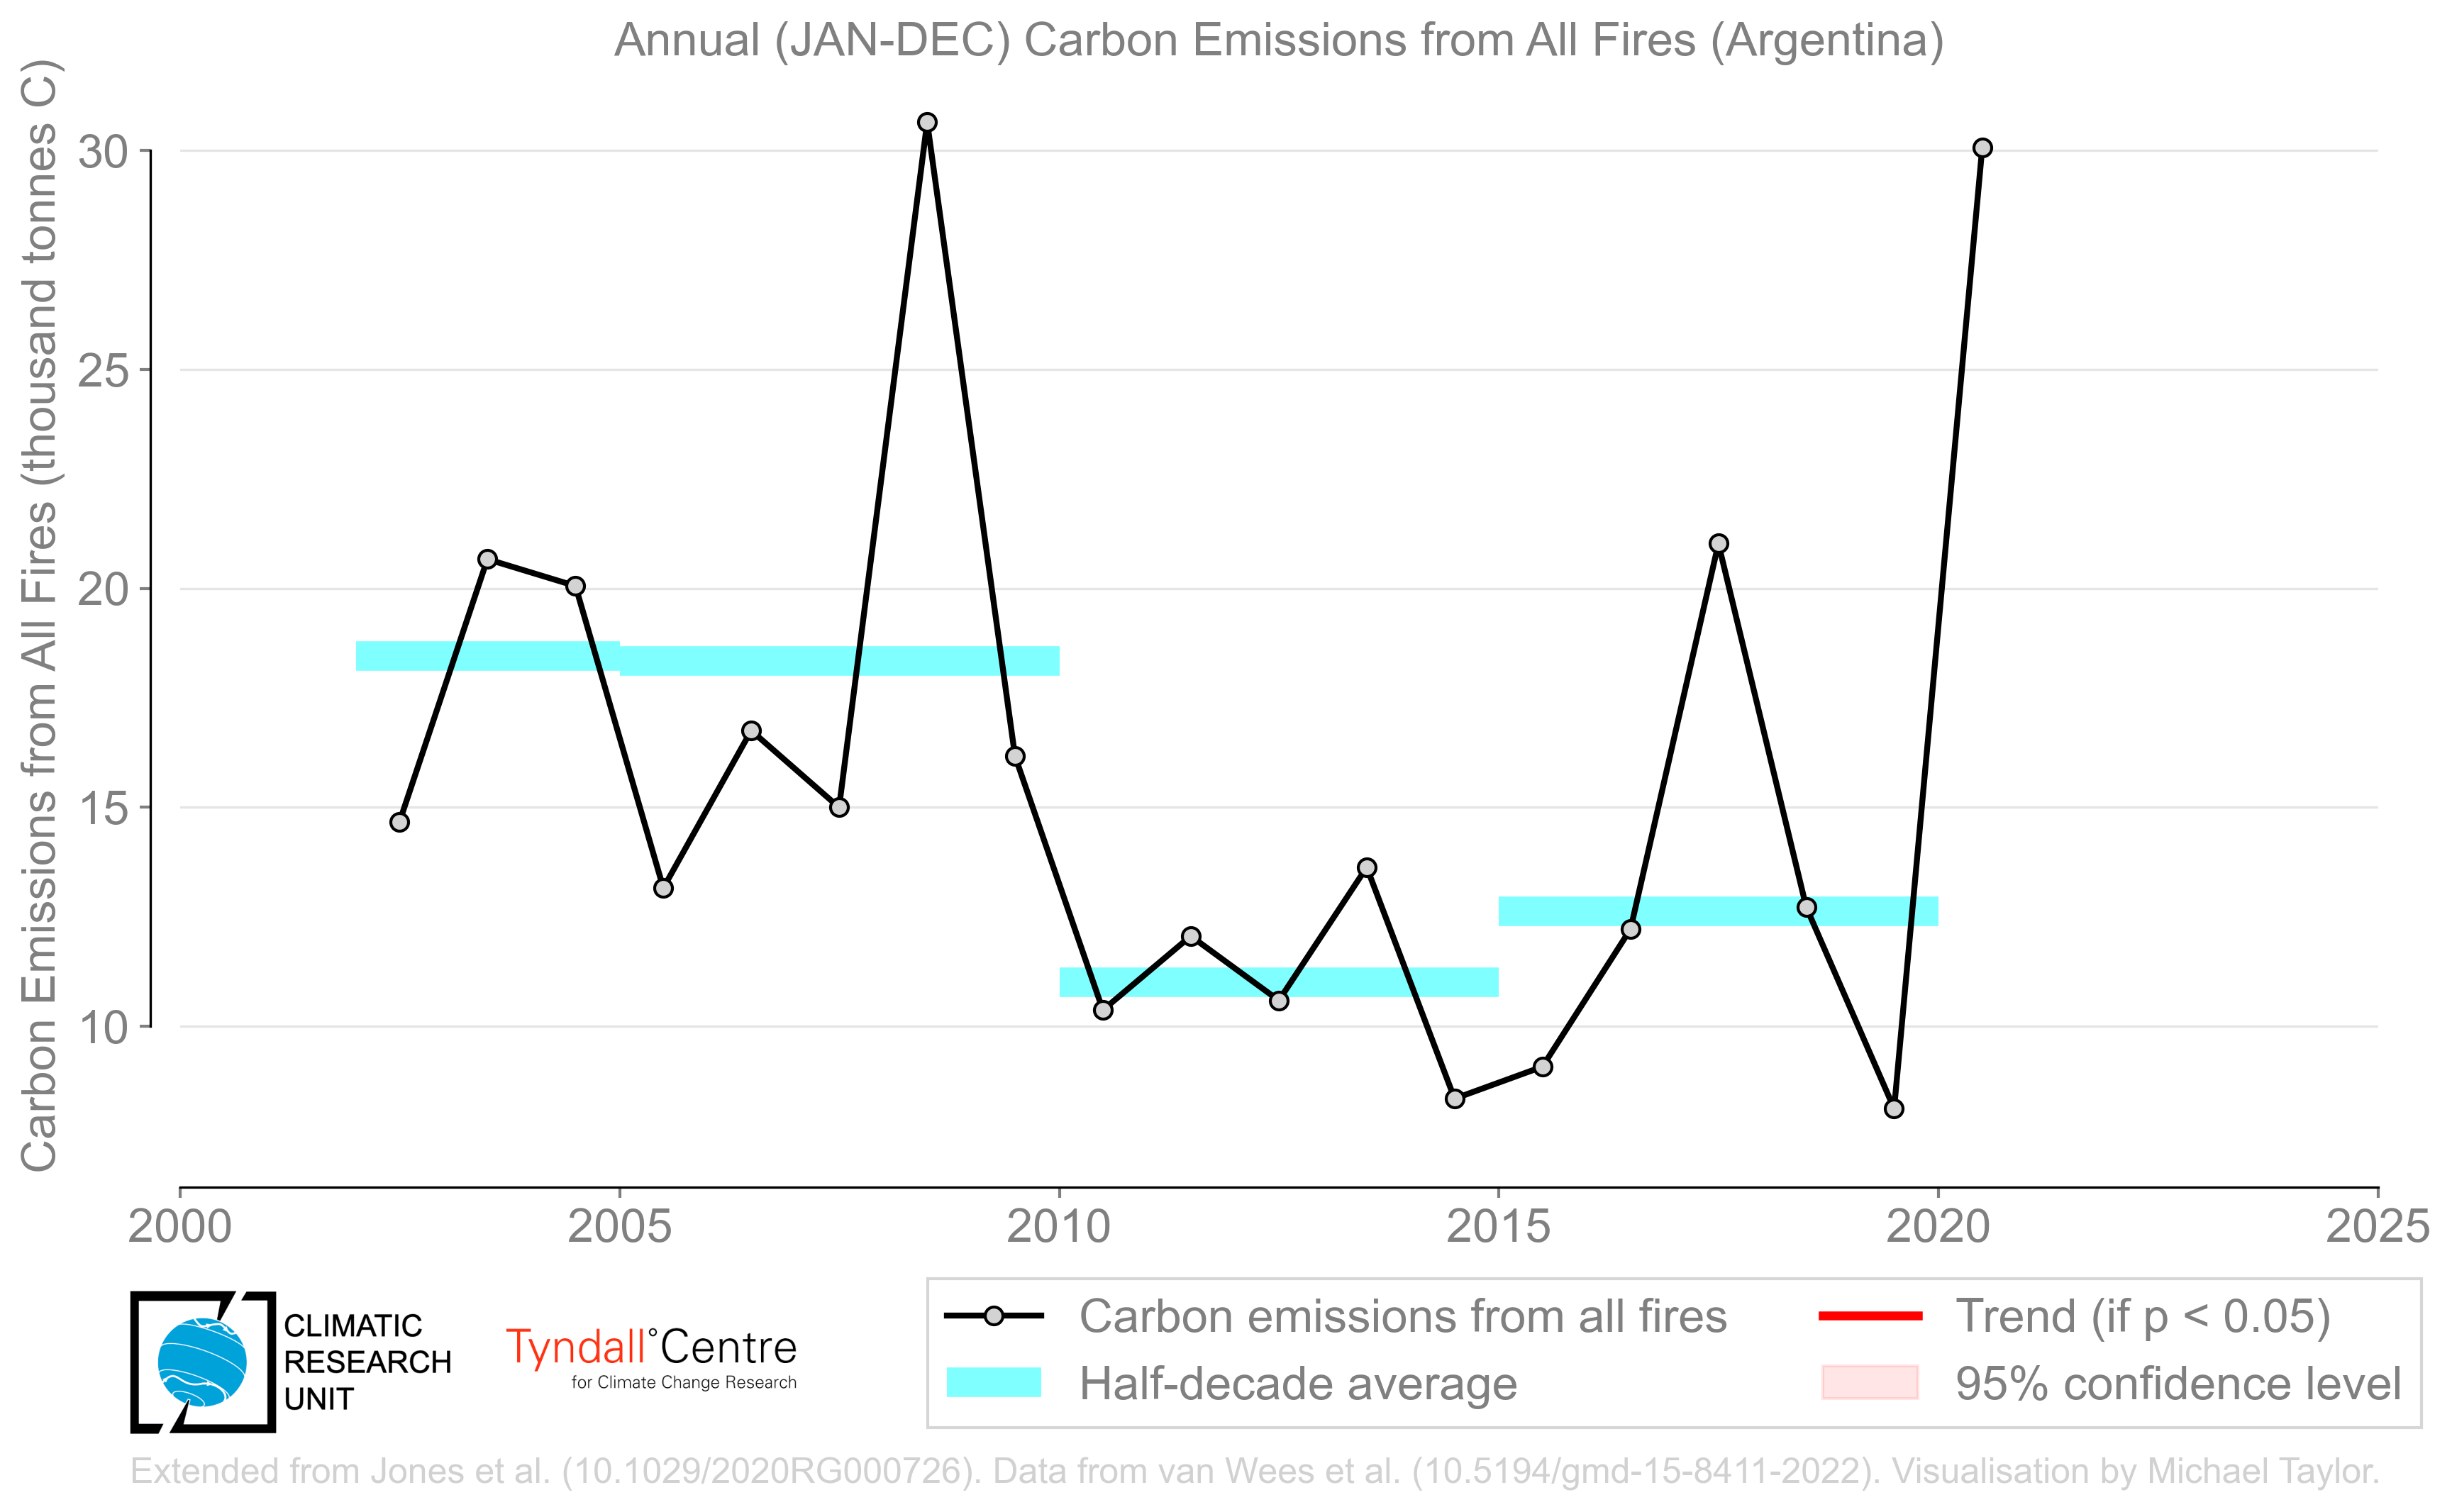 Annual (JAN-DEC) Carbon Emissions from All Fires (Argentina)
Carbon Emissions from All Fires (thousand tonnes C)
30
25
20
15
10
2000 2005 2010 2015 2020 2025
CLIMATIC
RESEARCH
UNIT
Tyndall°Centre
for Climate Change Research
Carbon emissions from all fires
Half-decade average
Trend (if p < 0.05)
95% confidence level
Extended from Jones et al. (10.1029/2020RG000726). Data from van Wees et al. (10.5194/gmd-15-8411-2022). Visualisation by Michael Taylor.